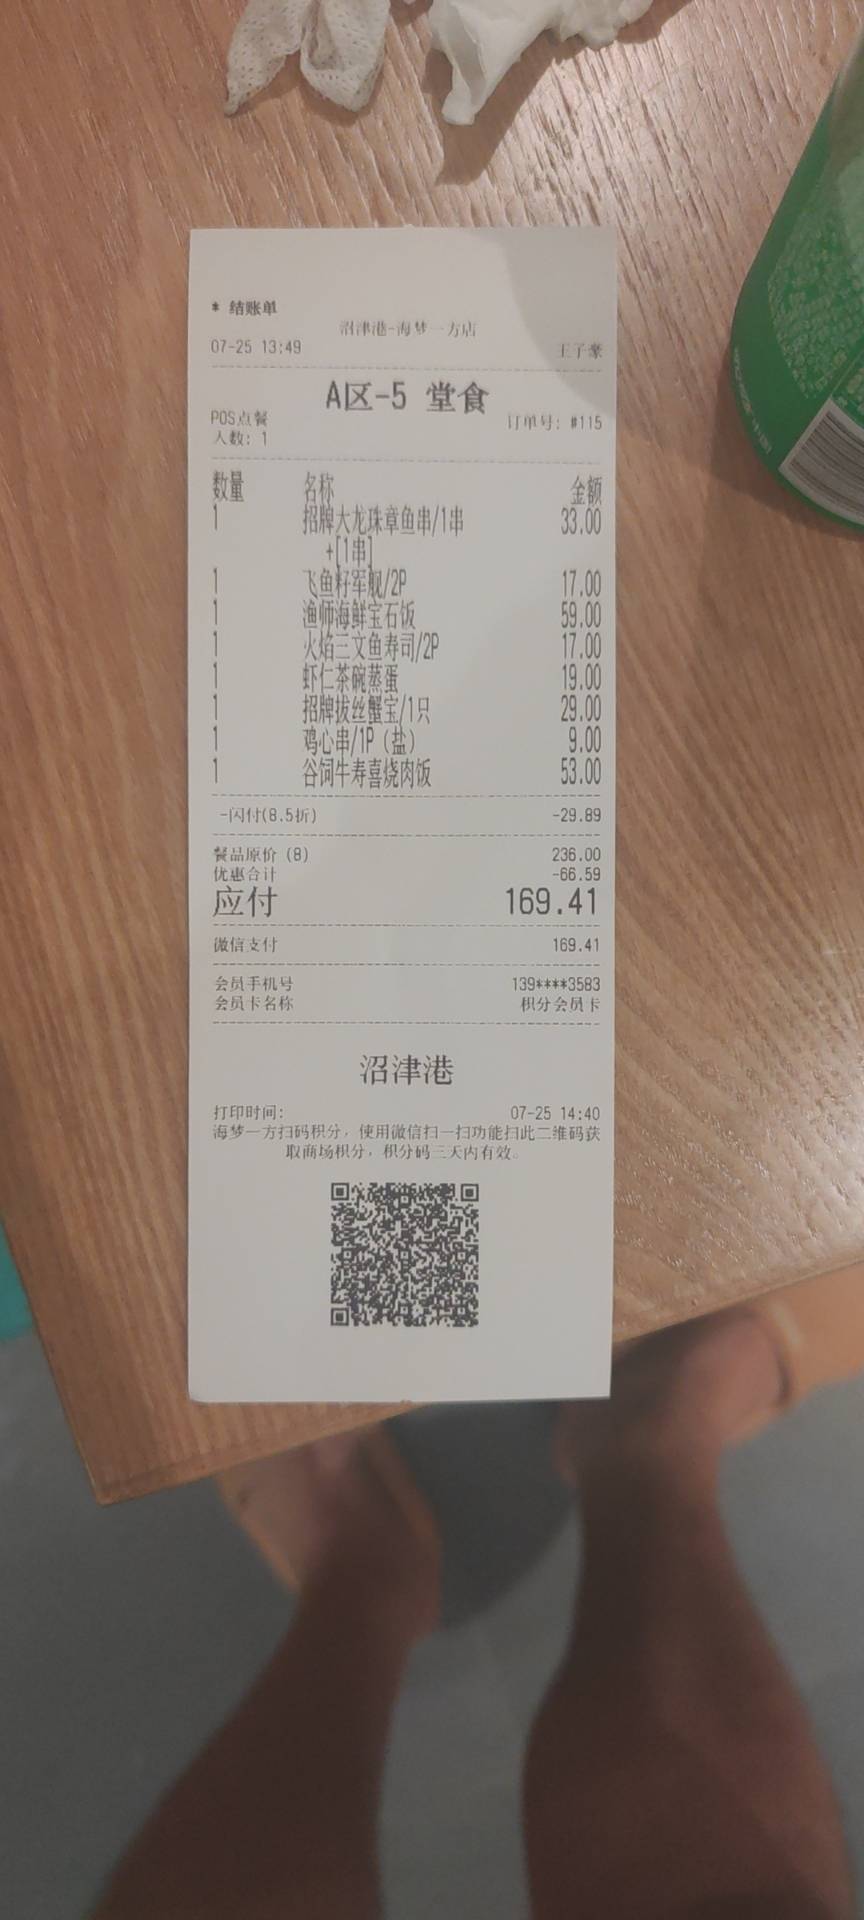 * 结账单
沼津港-海梦一方店
07-25 13:49 王子豪
A区-5 堂食
POS点餐 订单号: #115
人数: 1
数量 名称 金额
1 招牌大龙珠章鱼串/1串 33.00
+[1串]
1 飞鱼籽军舰/2P 17.00
1 渔师海鲜宝石饭 59.00
1 火焰三文鱼寿司/2P 17.00
1 虾仁茶碗蒸蛋 19.00
1 招牌拔丝蟹宝/1只 29.00
1 鸡心串/1P（盐） 9.00
1 谷饲牛寿喜烧肉饭 53.00
-闪付(8.5折) -29.89
餐品原价 (8) 236.00
优惠合计 -66.59
应付 169.41
微信支付 169.41
会员手机号 139****3583
会员卡名称 积分会员卡
沼津港
打印时间: 07-25 14:40
海梦一方扫码积分，使用微信扫一扫功能扫此二维码获
取商场积分，积分码三天内有效。